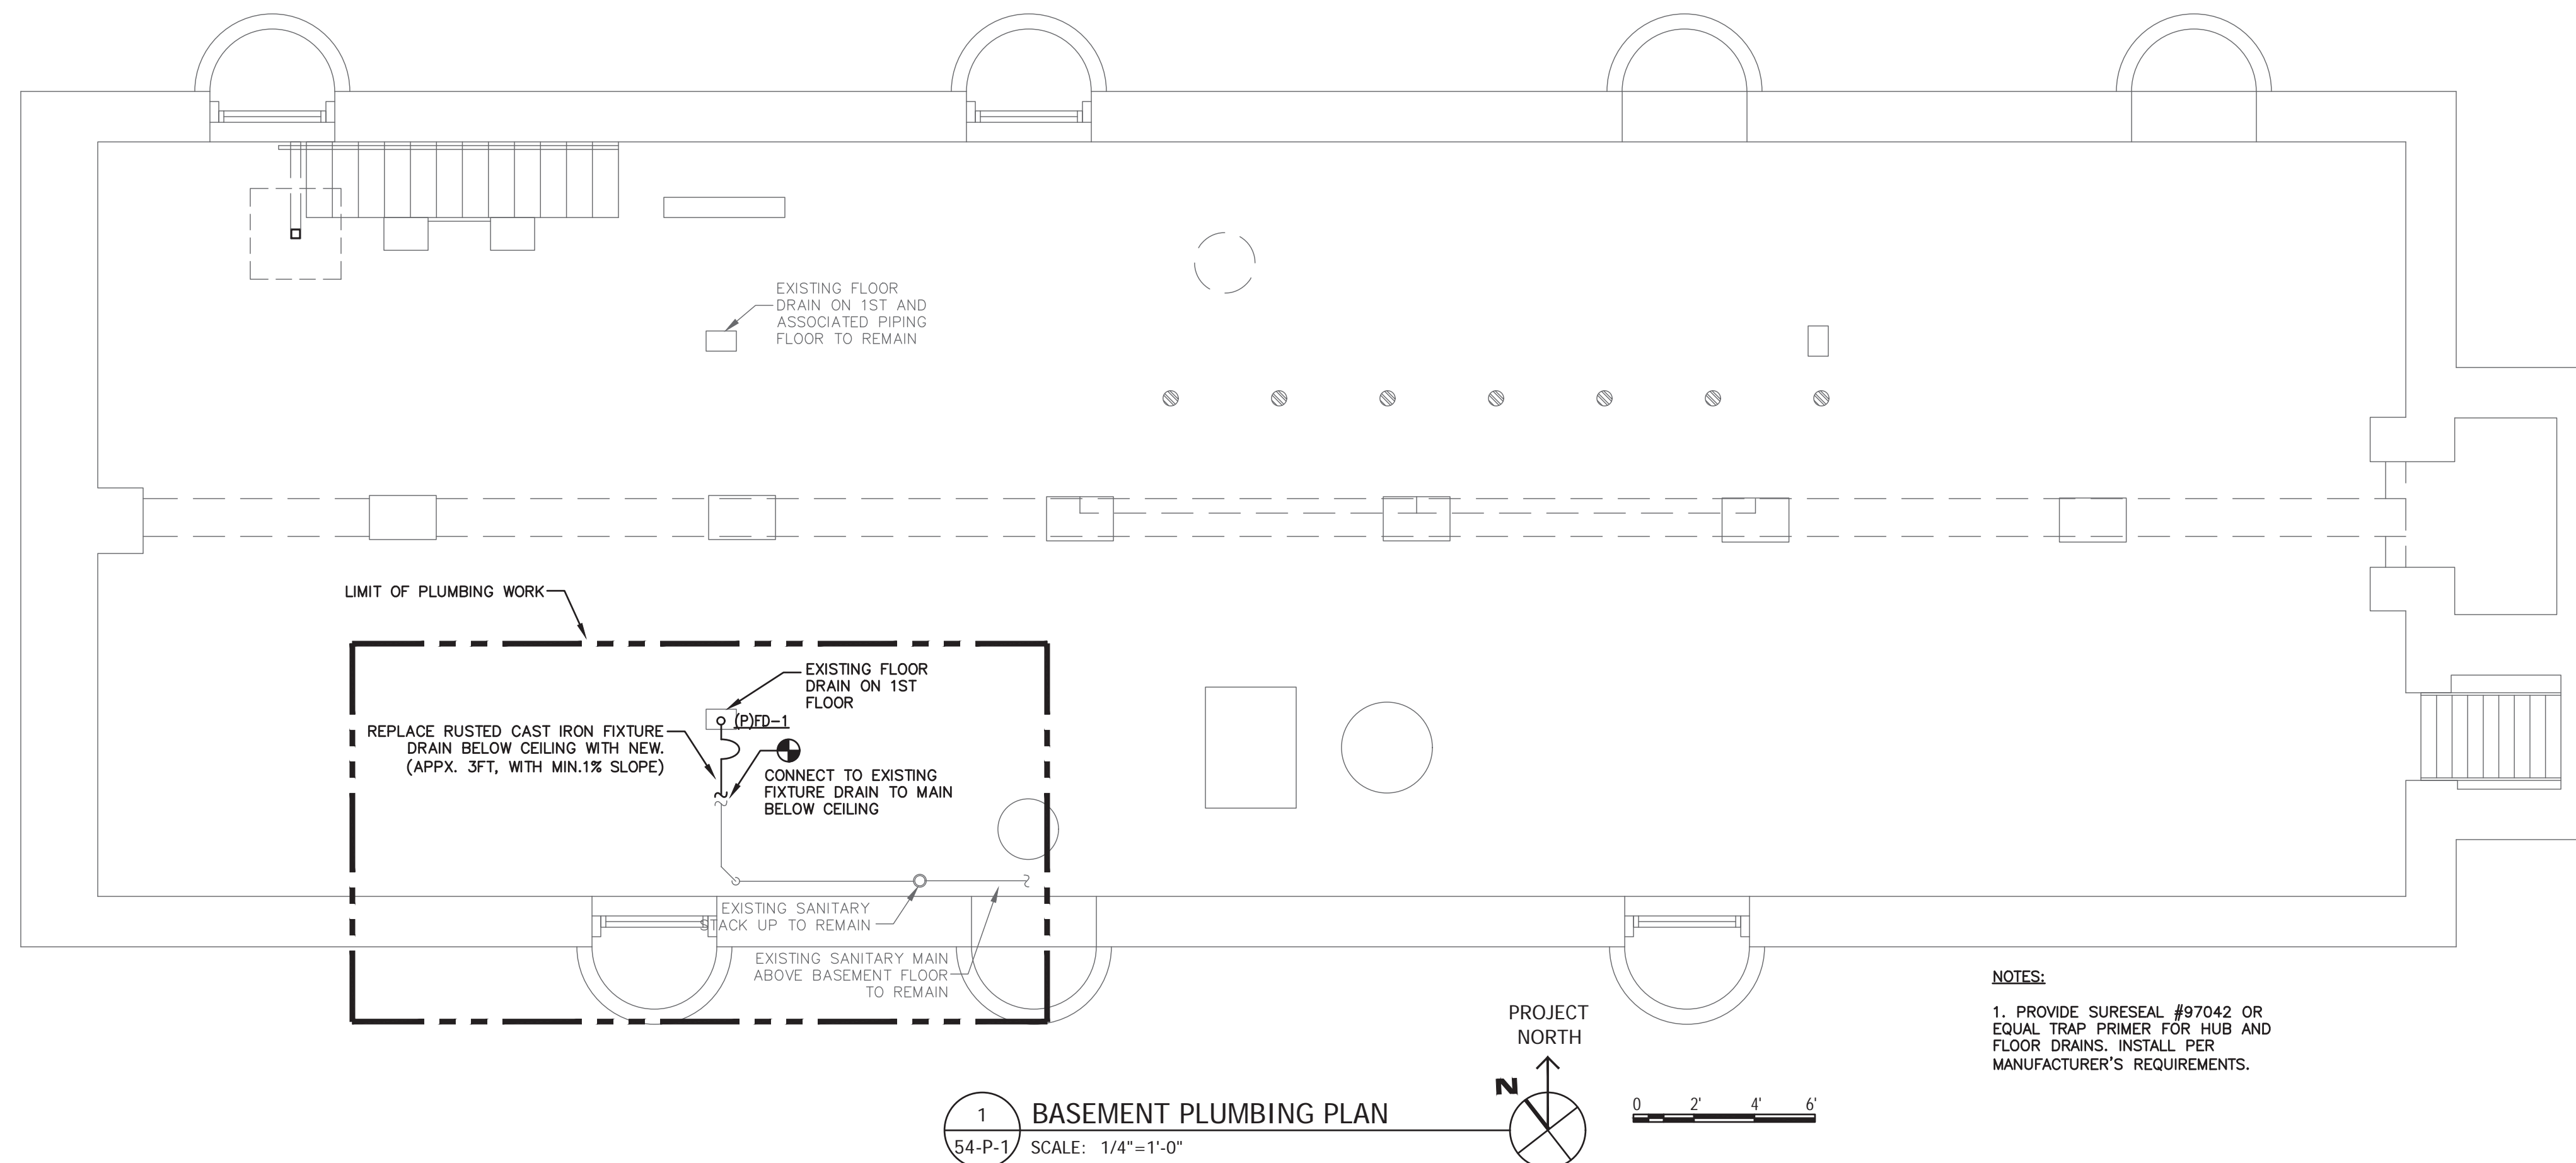 EXISTING FLOOR
DRAIN ON 1ST AND
ASSOCIATED PIPING
FLOOR TO REMAIN
LIMIT OF PLUMBING WORK
EXISTING FLOOR
DRAIN ON 1ST
FLOOR
(P)FD-1
REPLACE RUSTED CAST IRON FIXTURE
DRAIN BELOW CEILING WITH NEW.
(APPX. 3FT, WITH MIN.1% SLOPE)
CONNECT TO EXISTING
FIXTURE DRAIN TO MAIN
BELOW CEILING
EXISTING SANITARY
STACK UP TO REMAIN
EXISTING SANITARY MAIN
ABOVE BASEMENT FLOOR
TO REMAIN
NOTES:
1. PROVIDE SURESEAL #97042 OR
EQUAL TRAP PRIMER FOR HUB AND
FLOOR DRAINS. INSTALL PER
MANUFACTURER'S REQUIREMENTS.
PROJECT
NORTH
N
0 2' 4' 6'
1
54-P-1
BASEMENT PLUMBING PLAN
SCALE: 1/4"=1'-0"